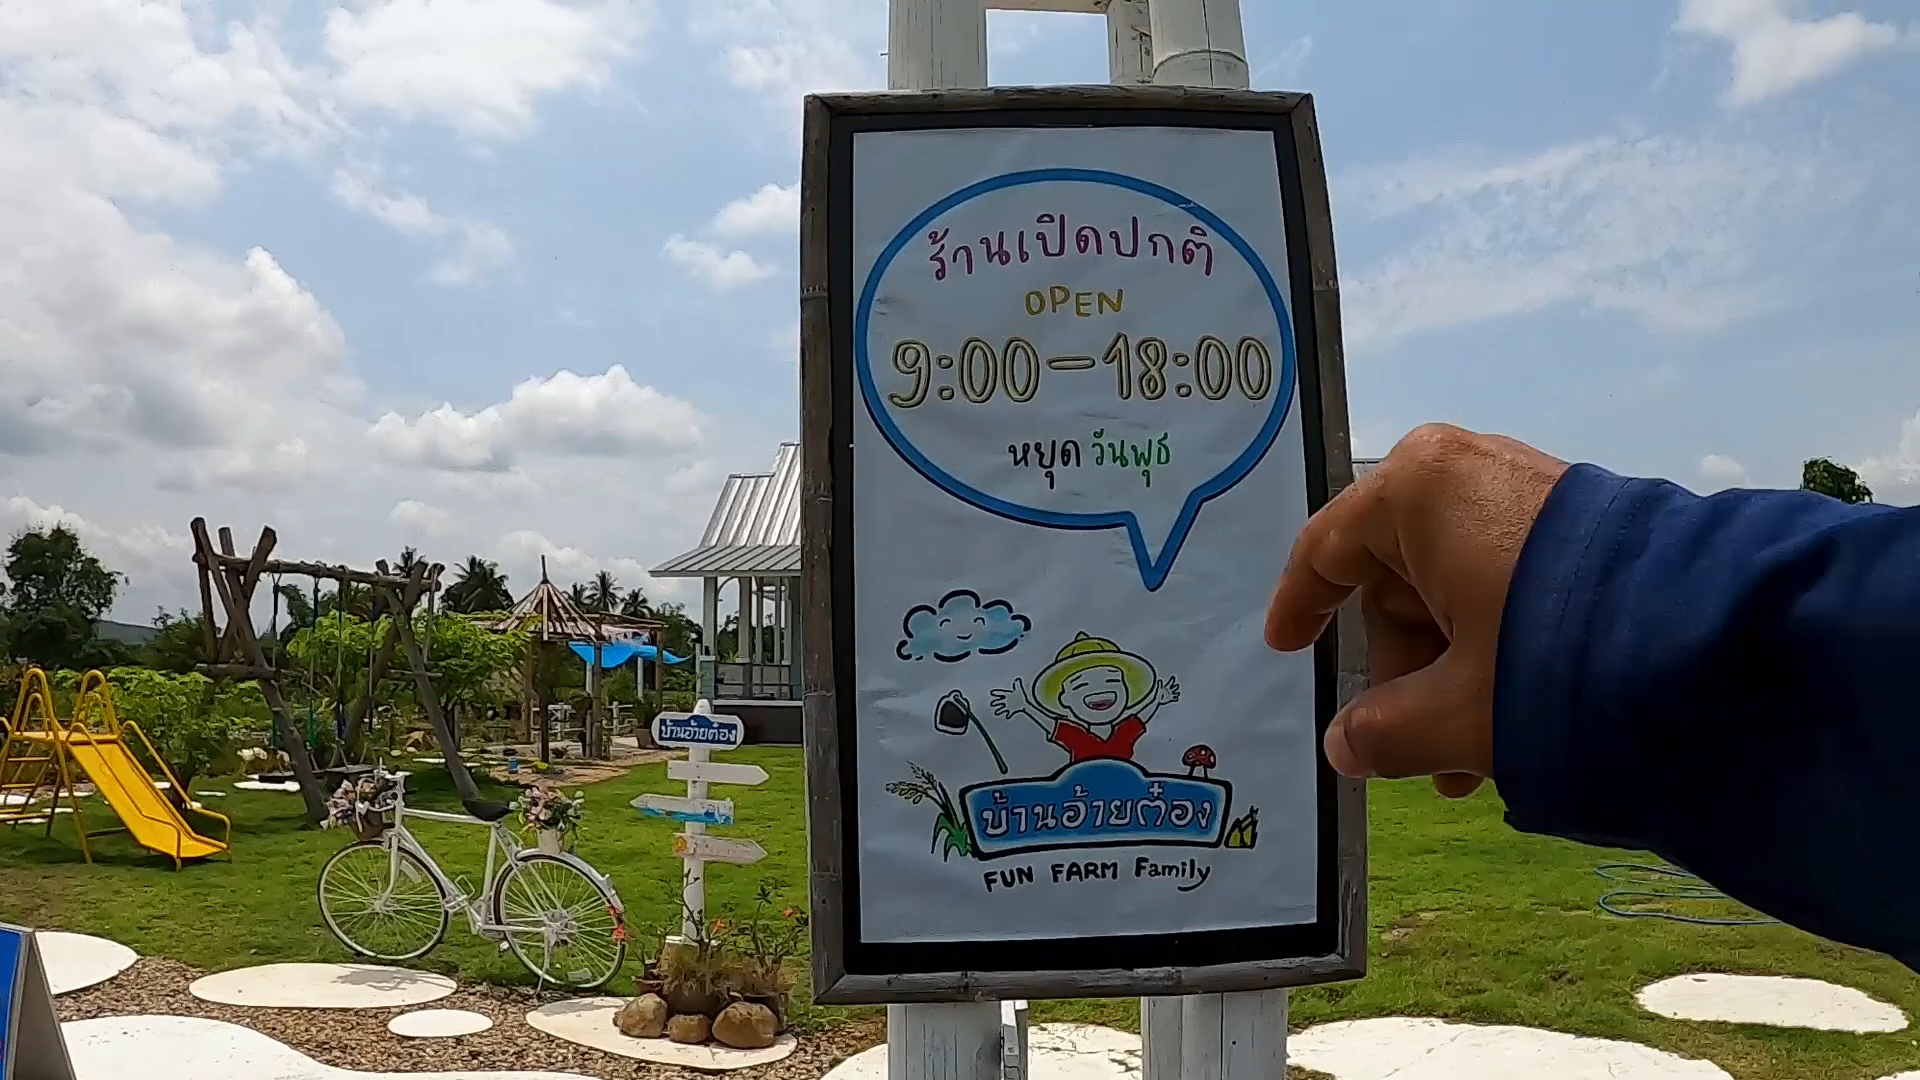 ร้านเปิดปกติ
OPEN
9:00-18:00
หยุด วันพุธ
บ้านอ้ายต๋อง
FUN FARM Family
บ้านอ้ายต๋อง